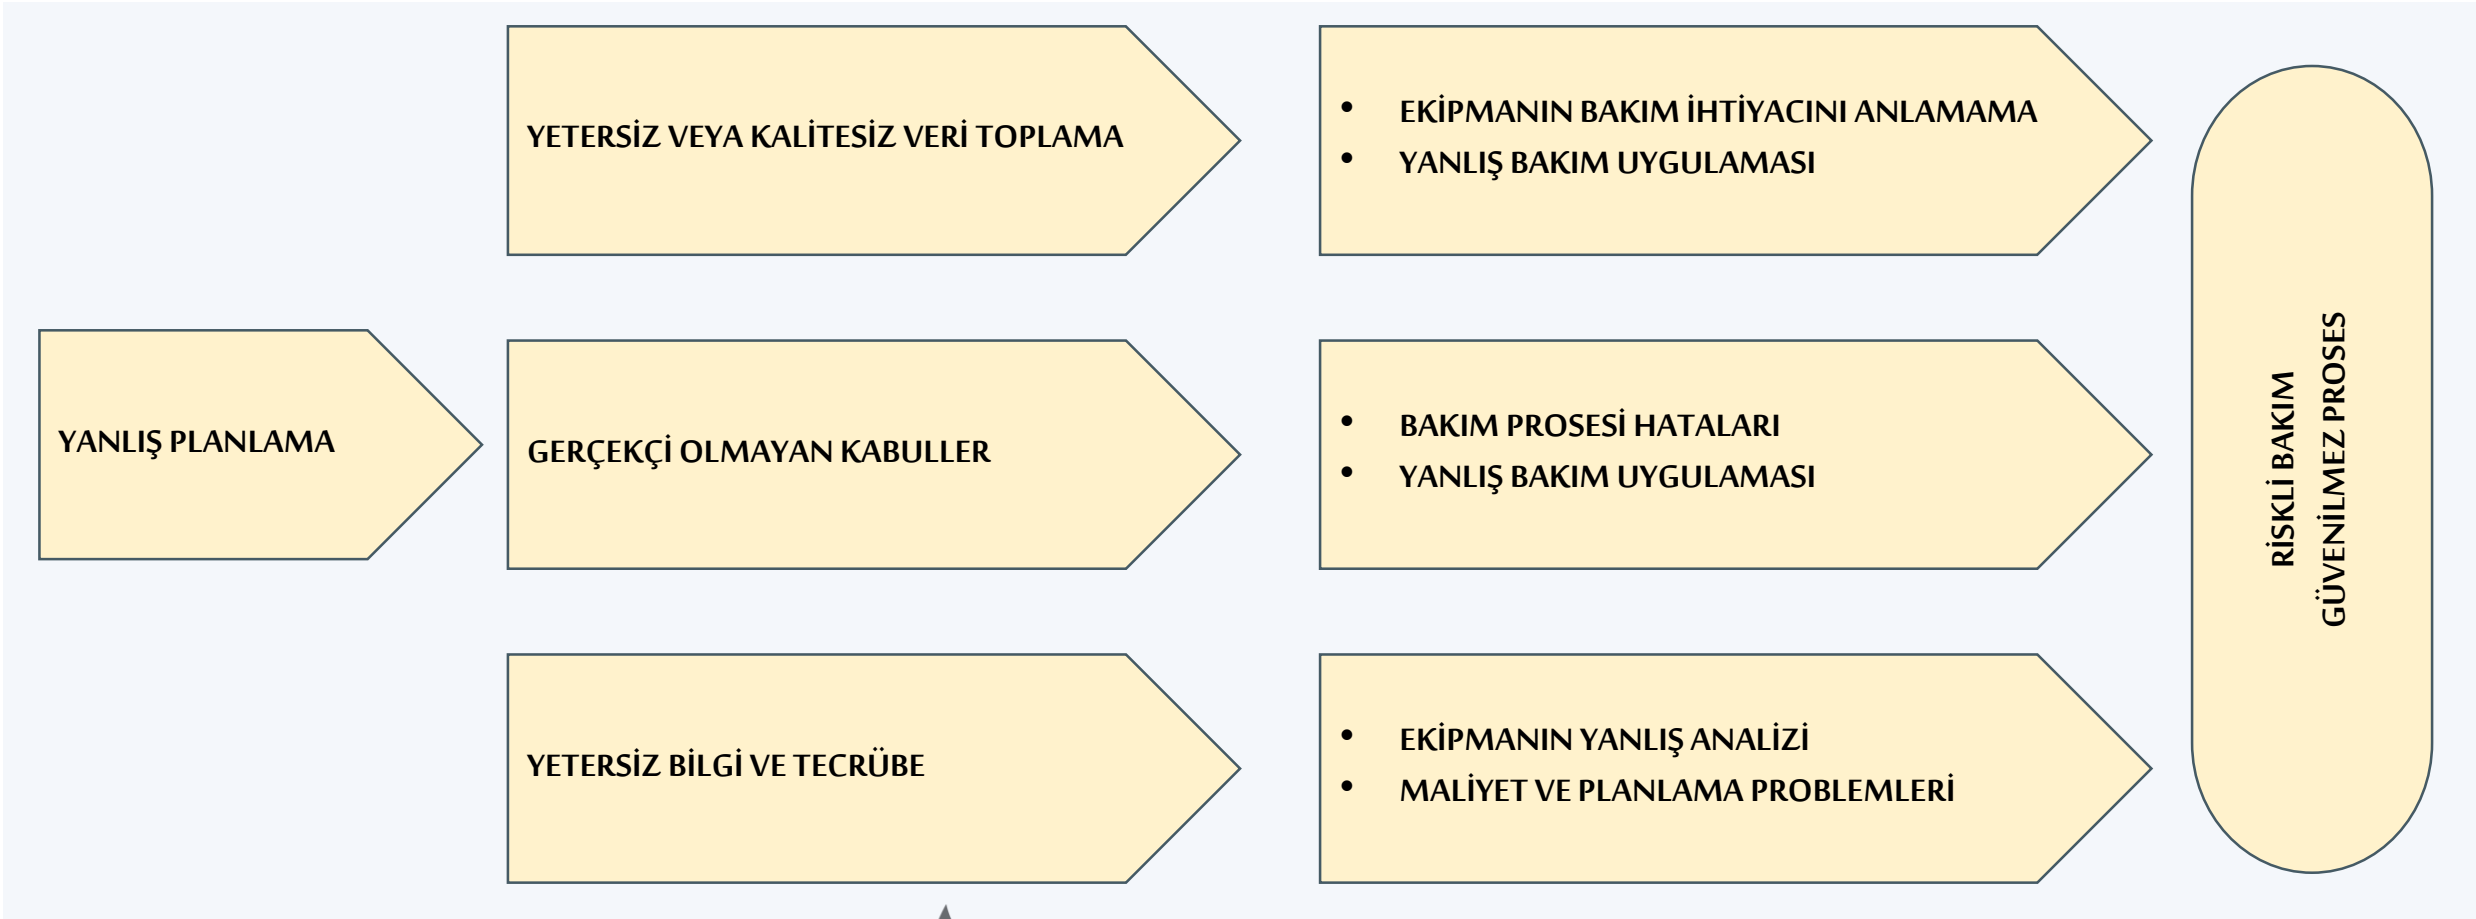 YANLIŞ PLANLAMA
YETERSİZ VEYA KALİTESİZ VERİ TOPLAMA
• EKİPMANIN BAKIM İHTİYACINI ANLAMAMA
• YANLIŞ BAKIM UYGULAMASI
GERÇEKÇİ OLMAYAN KABULLER
• BAKIM PROSESİ HATALARI
• YANLIŞ BAKIM UYGULAMASI
YETERSİZ BİLGİ VE TECRÜBE
• EKİPMANIN YANLIŞ ANALİZİ
• MALİYET VE PLANLAMA PROBLEMLERİ
RİSKLİ BAKIM
GÜVENİLMEZ PROSES